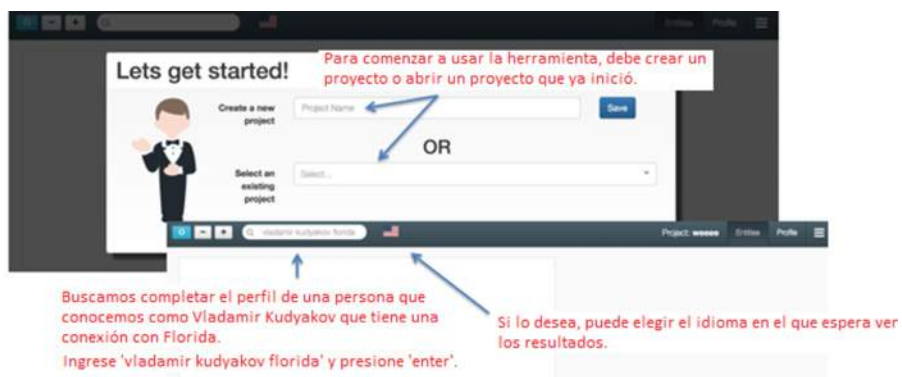 Entities Profile
Lets get started!
Para comenzar a usar la herramienta, debe crear un
proyecto o abrir un proyecto que ya inició.
Create a new
project
Project Name
Save
OR
Select an
existing
project
Select...
vladamir kudyakov florida
Project: weeee Entities Profile
Buscamos completar el perfil de una persona que
conocemos como Vladamir Kudyakov que tiene una
conexión con Florida.
Ingrese 'vladamir kudyakov florida' y presione 'enter'.
Si lo desea, puede elegir el idioma en el que espera ver
los resultados.